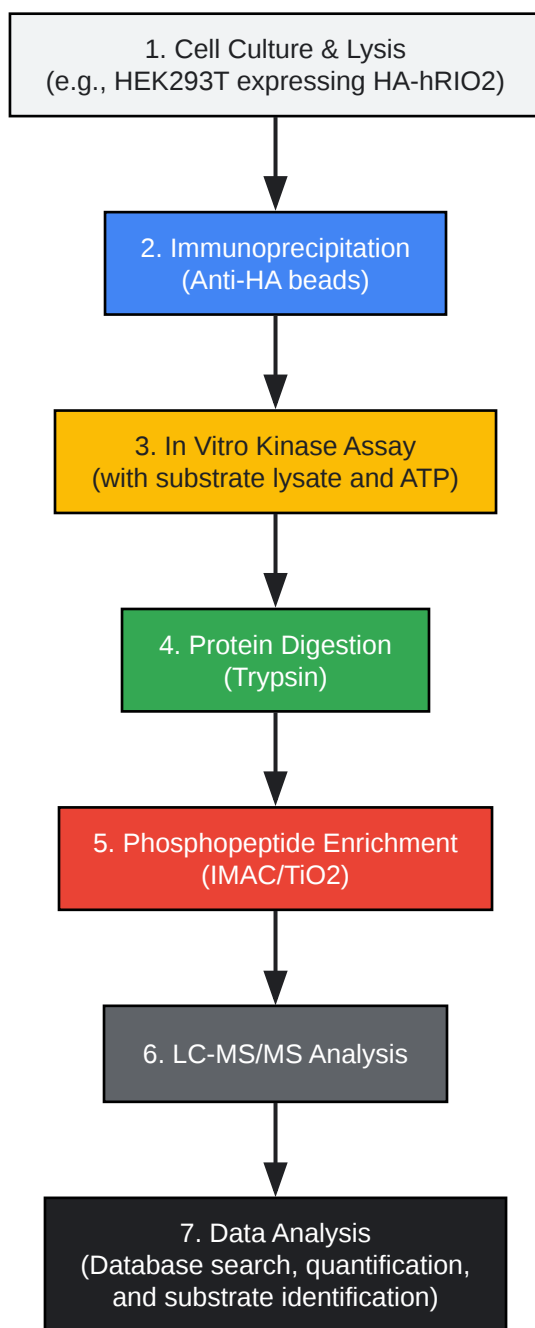 1. Cell Culture & Lysis
(e.g., HEK293T expressing HA-hRIO2)
2. Immunoprecipitation
(Anti-HA beads)
3. In Vitro Kinase Assay
(with substrate lysate and ATP)
4. Protein Digestion
(Trypsin)
5. Phosphopeptide Enrichment
(IMAC/TiO2)
6. LC-MS/MS Analysis
7. Data Analysis
(Database search, quantification,
and substrate identification)